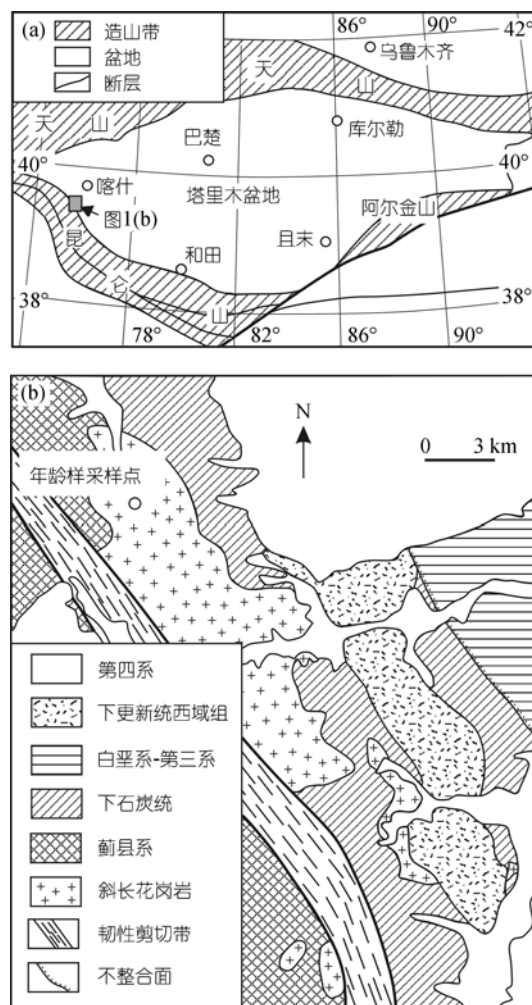 (a)
造山带
盆地
断层
86°
90°
42°
乌鲁木齐
天
山
天
山
巴楚
库尔勒
40°
40°
喀什
塔里木盆地
阿尔金山
图1(b)
昆
和田
且末
仑
38°
山
38°
78°
82°
86°
90°
(b)
N
0 3 km
年龄样采样点
第四系
下更新统西域组
白垩系-第三系
下石炭统
蓟县系
斜长花岗岩
韧性剪切带
不整合面